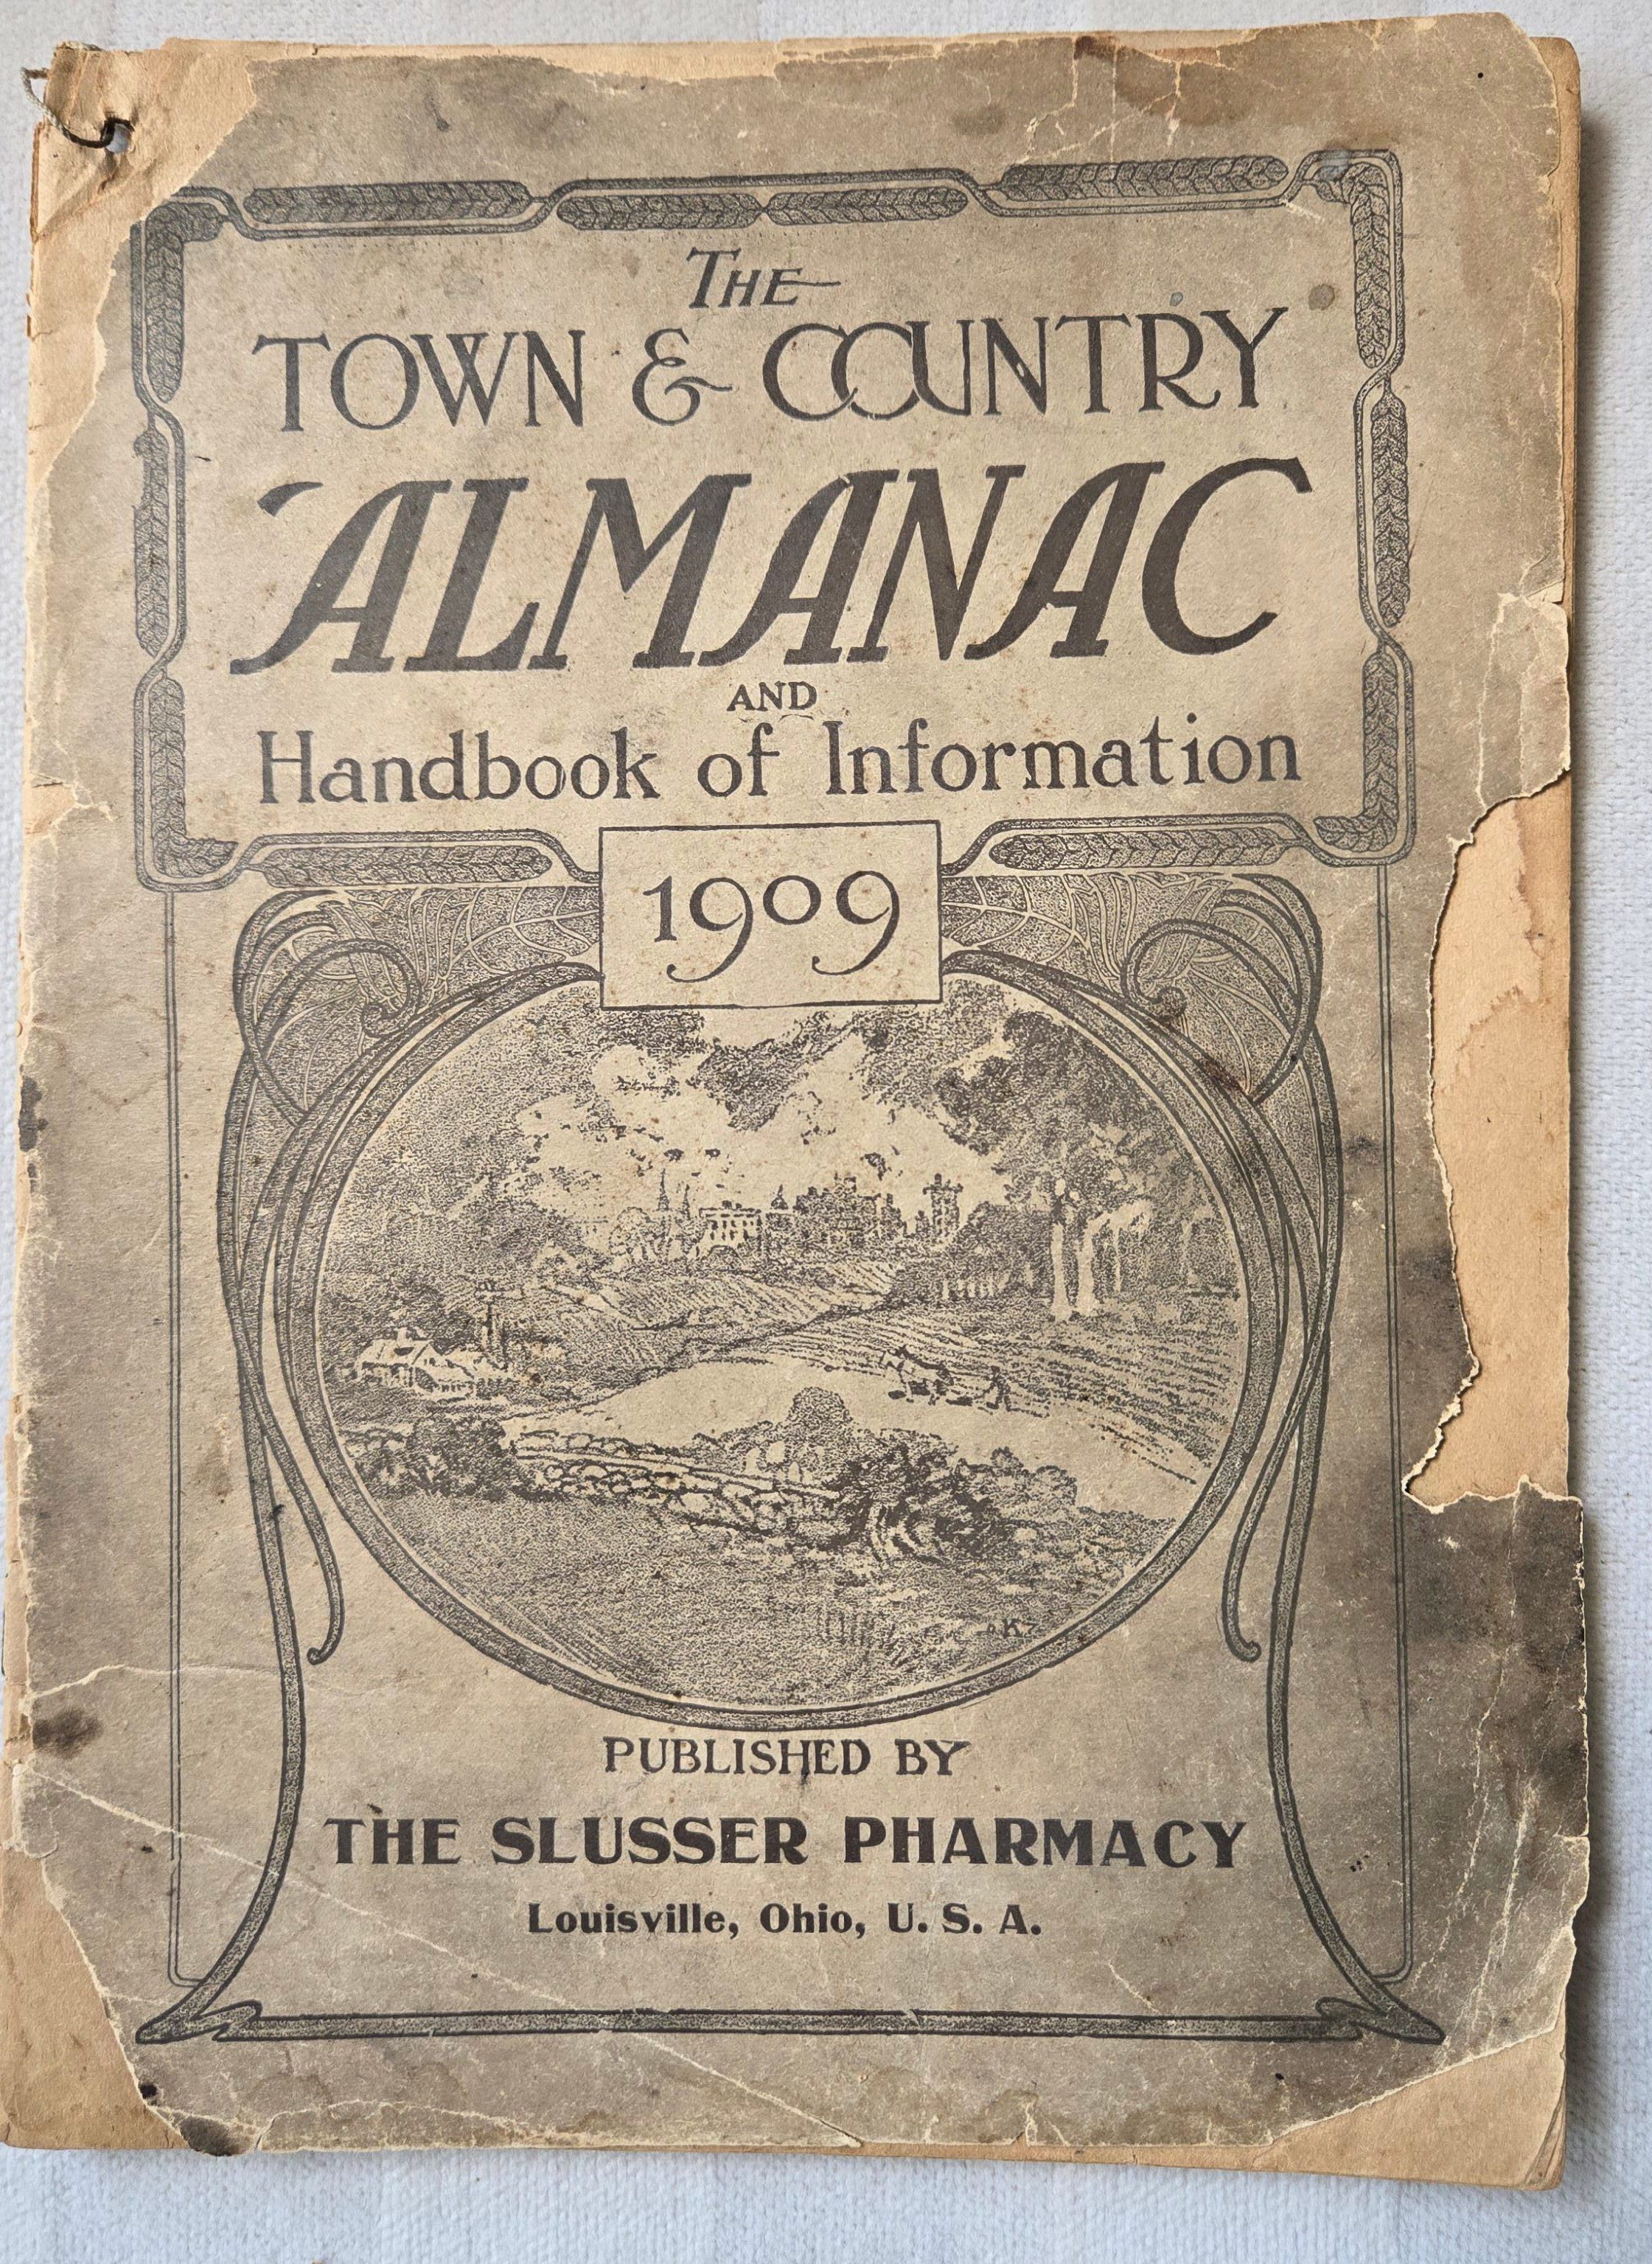 THE
TOWN & COUNTRY
ALMANAC
AND
Handbook of Information
1909
PUBLISHED BY
THE SLUSSER PHARMACY
Louisville, Ohio, U. S. A.